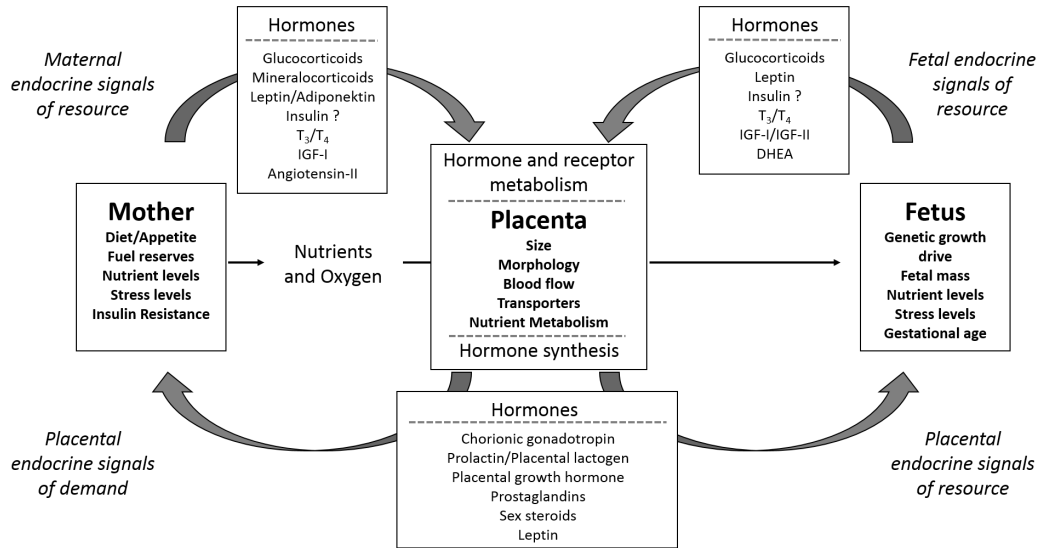 Maternal
endocrine signals
of resource
Hormones
Glucocorticoids
Mineralocorticoids
Leptin/Adiponektin
Insulin ?
T₃/T₄
IGF-I
Angiotensin-II
Hormones
Glucocorticoids
Leptin
Insulin ?
T₃/T₄
IGF-I/IGF-II
DHEA
Fetal endocrine
signals of
resource
Mother
Diet/Appetite
Fuel reserves
Nutrient levels
Stress levels
Insulin Resistance
Nutrients
and Oxygen
Hormone and receptor
metabolism
Placenta
Size
Morphology
Blood flow
Transporters
Nutrient Metabolism
Hormone synthesis
Fetus
Genetic growth
drive
Fetal mass
Nutrient levels
Stress levels
Gestational age
Placental
endocrine signals
of demand
Hormones
Chorionic gonadotropin
Prolactin/Placental lactogen
Placental growth hormone
Prostaglandins
Sex steroids
Leptin
Placental
endocrine signals
of resource